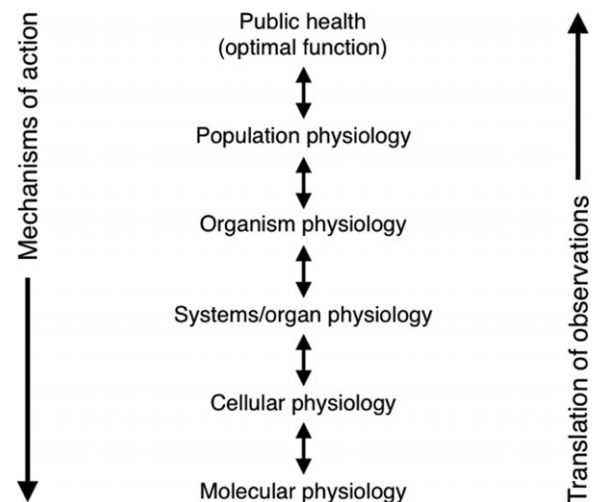 Public health
(optimal function)
Population physiology
Organism physiology
Systems/organ physiology
Cellular physiology
Molecular physiology
Mechanisms of action
Translation of observations